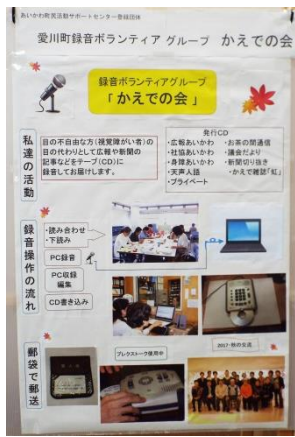 あいかわ町民活動サポートセンター登録団体
愛川町録音ボランティア グループ かえでの会
録音ボランティアグループ
「かえでの会」
私達の活動
目の不自由な方(視覚障がい者)の
目の代わりとして広報や新聞の
記事などをテープ(CD)に
録音してお届けします。
発行CD
・広報あいかわ
・社協あいかわ
・身障あいかわ
・天声人語
・プライベート
・お茶の間通信
・議会だより
・新聞切り抜き
・かえで雑誌「虹」
録音操作の流れ
・読み合わせ
・下読み
PC録音
PC収録
編集
CD書き込み
郵袋で郵送
プレクストーク使用中
2017・秋の交流